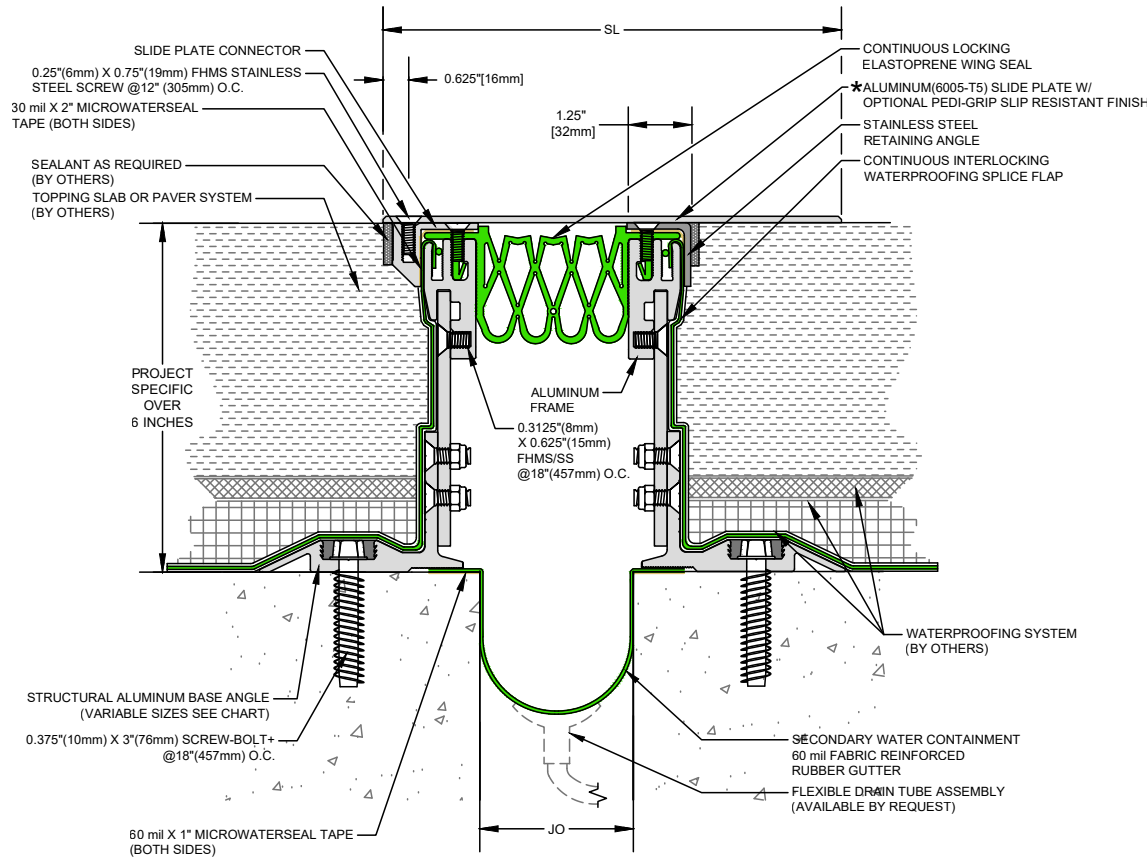 SL
SLIDE PLATE CONNECTOR
0.25"(6mm) X 0.75"(19mm) FHMS STAINLESS
STEEL SCREW @12" (305mm) O.C.
30 mil X 2" MICROWATERSEAL
TAPE (BOTH SIDES)
SEALANT AS REQUIRED
(BY OTHERS)
TOPPING SLAB OR PAVER SYSTEM
(BY OTHERS)
0.625"[16mm]
1.25"
[32mm]
CONTINUOUS LOCKING
ELASTOPRENE WING SEAL
*ALUMINUM(6005-T5) SLIDE PLATE W/
OPTIONAL PEDI-GRIP SLIP RESISTANT FINISH
STAINLESS STEEL
RETAINING ANGLE
CONTINUOUS INTERLOCKING
WATERPROOFING SPLICE FLAP
PROJECT
SPECIFIC
OVER
6 INCHES
ALUMINUM
FRAME
0.3125"(8mm)
X 0.625"(15mm)
FHMS/SS
@18"(457mm) O.C.
WATERPROOFING SYSTEM
(BY OTHERS)
STRUCTURAL ALUMINUM BASE ANGLE
(VARIABLE SIZES SEE CHART)
0.375"(10mm) X 3"(76mm) SCREW-BOLT+
@18"(457mm) O.C.
SECONDARY WATER CONTAINMENT
60 mil FABRIC REINFORCED
RUBBER GUTTER
FLEXIBLE DRAIN TUBE ASSEMBLY
(AVAILABLE BY REQUEST)
60 mil X 1" MICROWATERSEAL TAPE
(BOTH SIDES)
JO